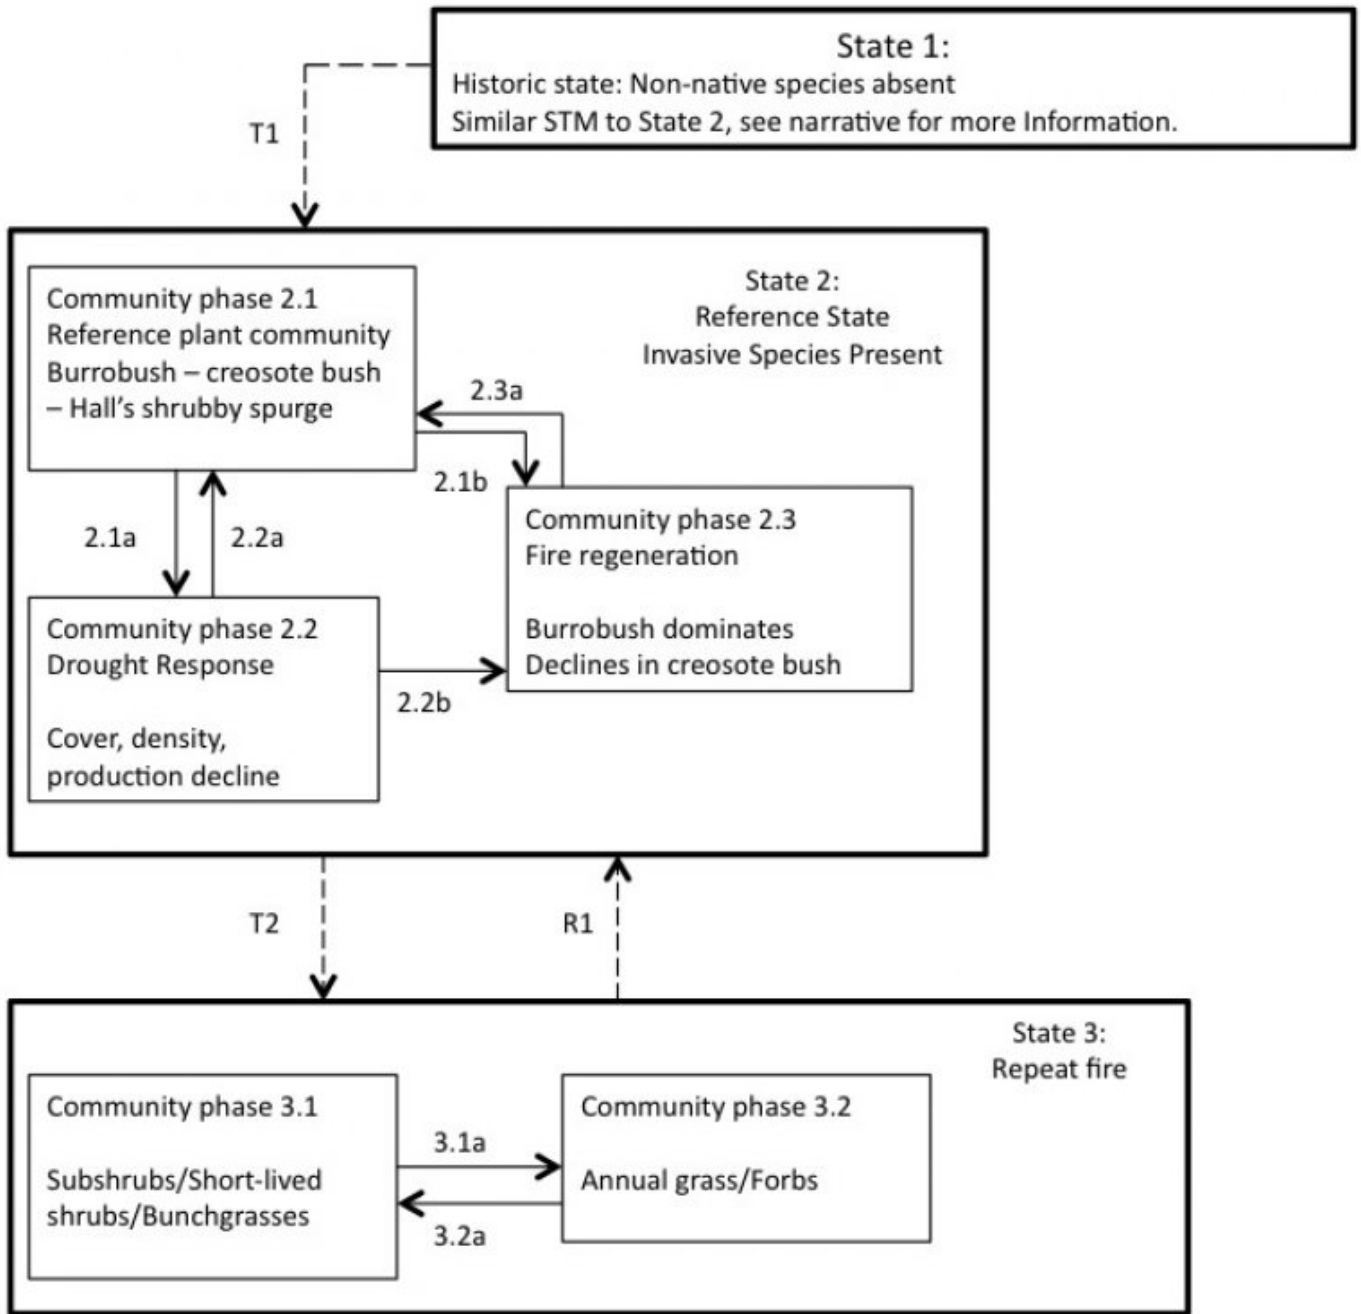 State 1:
Historic state: Non-native species absent
Similar STM to State 2, see narrative for more Information.
T1
State 2:
Reference State
Invasive Species Present
Community phase 2.1
Reference plant community
Burrobush – creosote bush
– Hall's shrubby spurge
2.3a
2.1b
2.1a
2.2a
Community phase 2.3
Fire regeneration
Burrobush dominates
Declines in creosote bush
Community phase 2.2
Drought Response
Cover, density,
production decline
2.2b
T2
R1
State 3:
Repeat fire
Community phase 3.1
Subshrubs/Short-lived
shrubs/Bunchgrasses
3.1a
3.2a
Community phase 3.2
Annual grass/Forbs